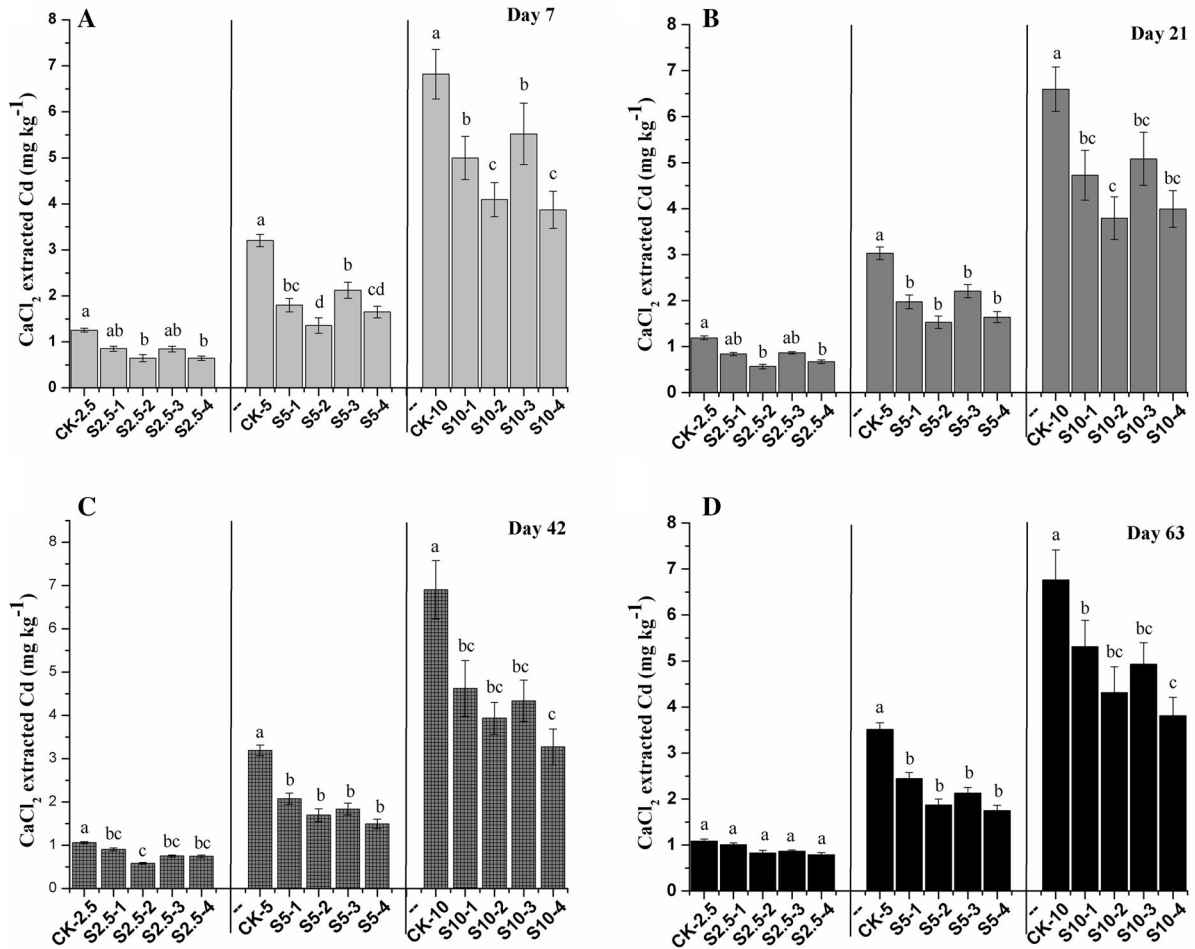 A
Day 7
CaCl2 extracted Cd (mg kg-1)
8
7
6
5
4
3
2
1
0
a ab b ab b
a bc d b cd
a b c b c
CK-2.5 S2.5-1 S2.5-2 S2.5-3 S2.5-4 -- CK-5 S5-1 S5-2 S5-3 S5-4 -- CK-10 S10-1 S10-2 S10-3 S10-4
B
Day 21
CaCl2 extracted Cd (mg kg-1)
8
7
6
5
4
3
2
1
0
a ab b ab b
a b b b b
a bc c bc bc
CK-2.5 S2.5-1 S2.5-2 S2.5-3 S2.5-4 -- CK-5 S5-1 S5-2 S5-3 S5-4 -- CK-10 S10-1 S10-2 S10-3 S10-4
C
Day 42
CaCl2 extracted Cd (mg kg-1)
8
7
6
5
4
3
2
1
0
a bc c bc bc
a b b b b
a bc bc bc c
CK-2.5 S2.5-1 S2.5-2 S2.5-3 S2.5-4 -- CK-5 S5-1 S5-2 S5-3 S5-4 -- CK-10 S10-1 S10-2 S10-3 S10-4
D
Day 63
CaCl2 extracted Cd (mg kg-1)
8
7
6
5
4
3
2
1
0
a a a a a
a b b b b
a b bc b c
CK-2.5 S2.5-1 S2.5-2 S2.5-3 S2.5-4 -- CK-5 S5-1 S5-2 S5-3 S5-4 -- CK-10 S10-1 S10-2 S10-3 S10-4